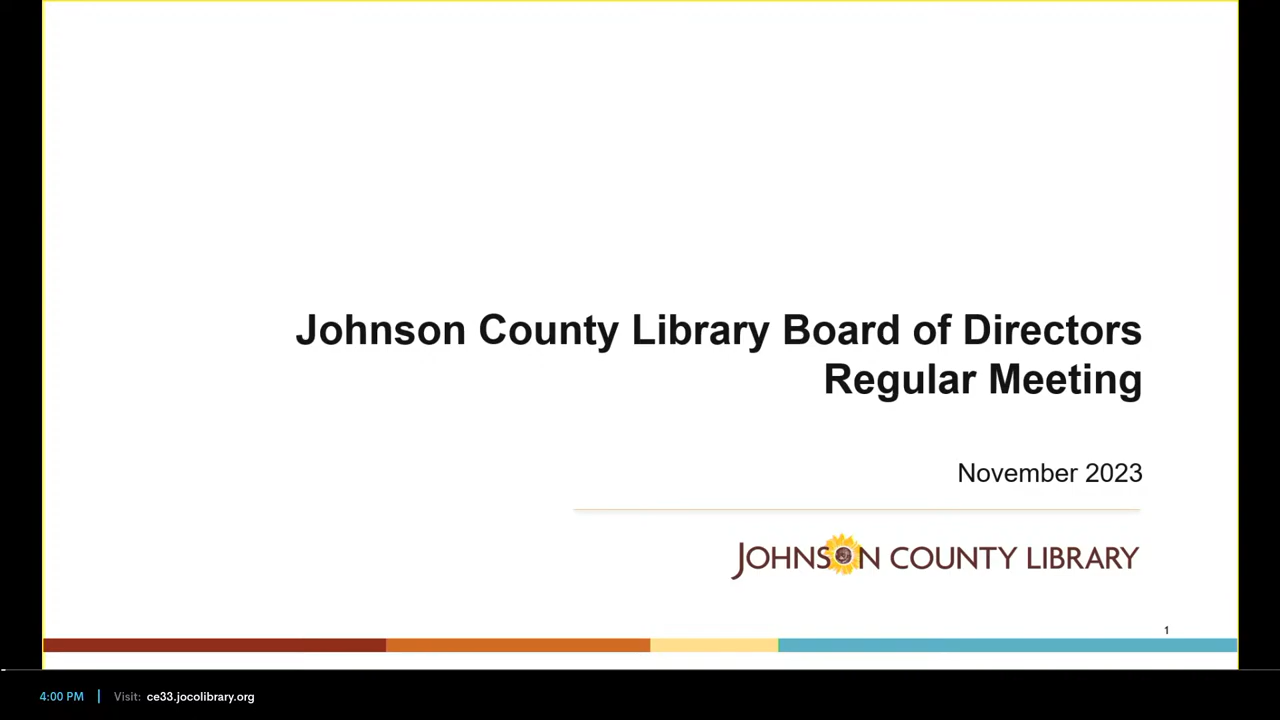 Johnson County Library Board of Directors
Regular Meeting
November 2023
JOHNSON COUNTY LIBRARY
1
4:00 PM | Visit: ce33.jocolibrary.org